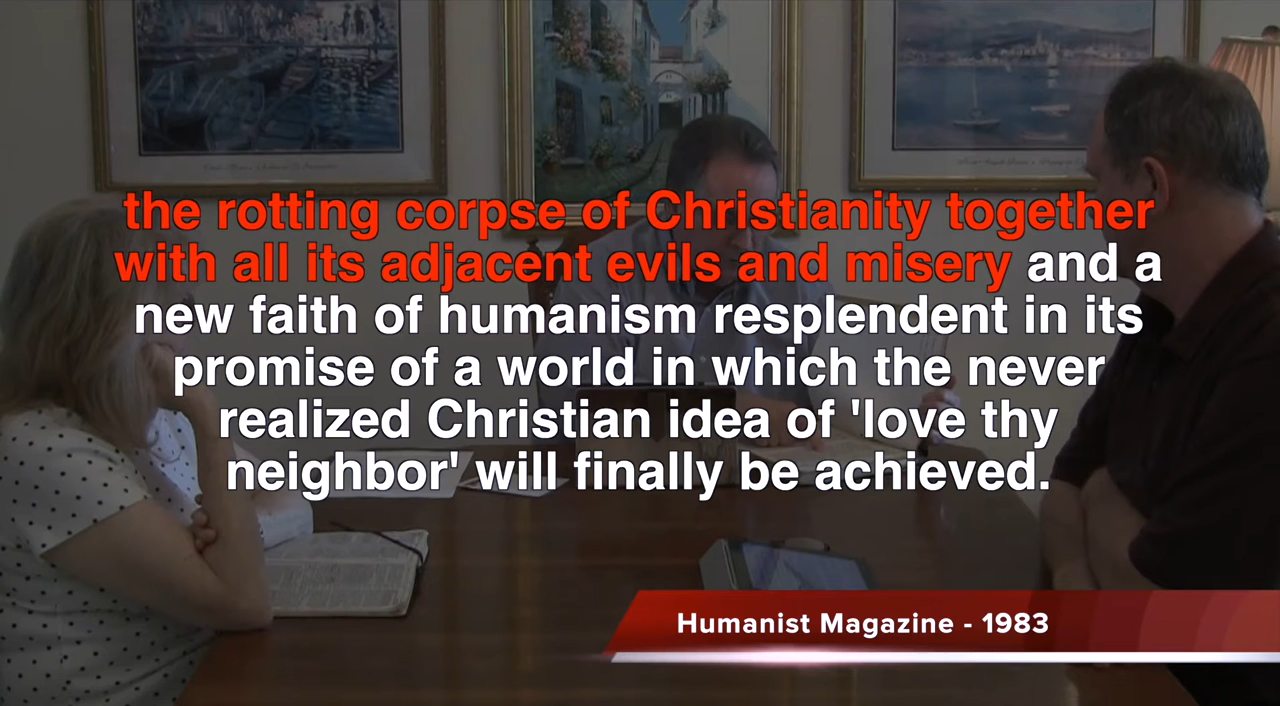 the rotting corpse of Christianity together
with all its adjacent evils and misery and a
new faith of humanism resplendent in its
promise of a world in which the never
realized Christian idea of 'love thy
neighbor' will finally be achieved.
Humanist Magazine - 1983